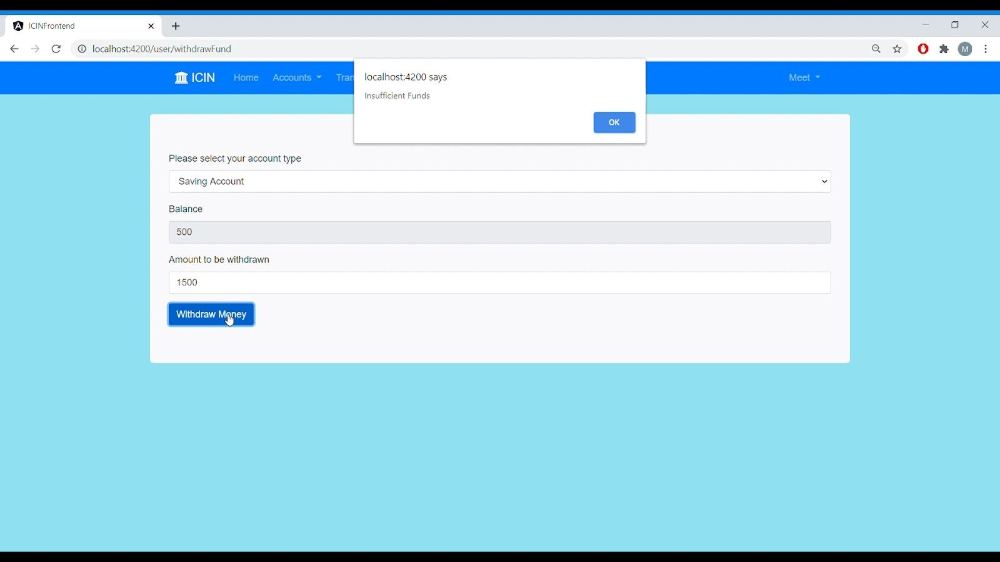 ICINFrontend
localhost:4200/user/withdrawFund
M
ICIN Home Accounts Tran Meet
localhost:4200 says
Insufficient Funds
OK
Please select your account type
Saving Account
Balance
500
Amount to be withdrawn
1500
Withdraw Money